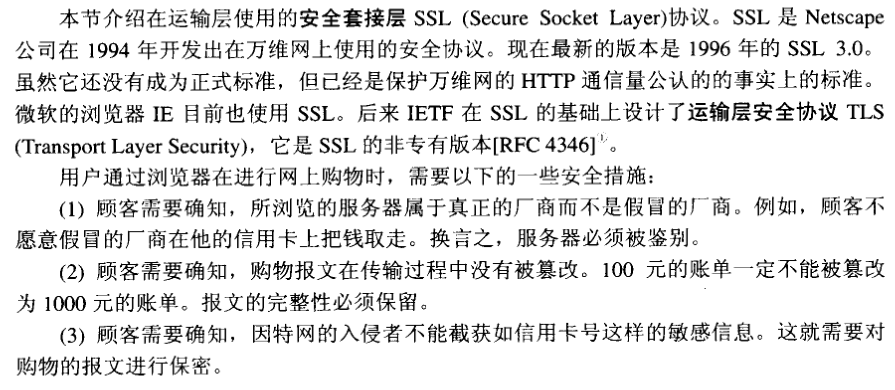 本节介绍在运输层使用的安全套接层 SSL (Secure Socket Layer)协议。SSL 是 Netscape
公司在 1994 年开发出在万维网上使用的安全协议。现在最新的版本是 1996 年的 SSL 3.0。
虽然它还没有成为正式标准，但已经是保护万维网的 HTTP 通信量公认的的事实上的标准。
微软的浏览器 IE 目前也使用 SSL。后来 IETF 在 SSL 的基础上设计了运输层安全协议 TLS
(Transport Layer Security)，它是 SSL 的非专有版本[RFC 4346]①。
用户通过浏览器在进行网上购物时，需要以下的一些安全措施：
(1) 顾客需要确知，所浏览的服务器属于真正的厂商而不是假冒的厂商。例如，顾客不
愿意假冒的厂商在他的信用卡上把钱取走。换言之，服务器必须被鉴别。
(2) 顾客需要确知，购物报文在传输过程中没有被篡改。100 元的账单一定不能被篡改
为 1000 元的账单。报文的完整性必须保留。
(3) 顾客需要确知，因特网的入侵者不能截获如信用卡号这样的敏感信息。这就需要对
购物的报文进行保密。